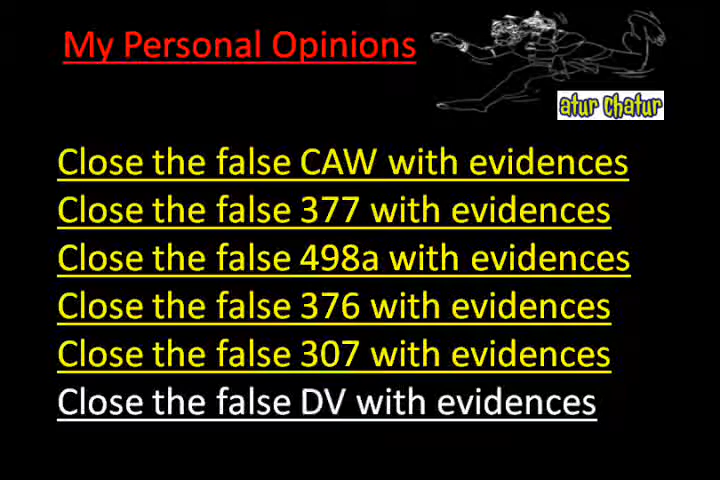 My Personal Opinions
atur chatur
Close the false CAW with evidences
Close the false 377 with evidences
Close the false 498a with evidences
Close the false 376 with evidences
Close the false 307 with evidences
Close the false DV with evidences